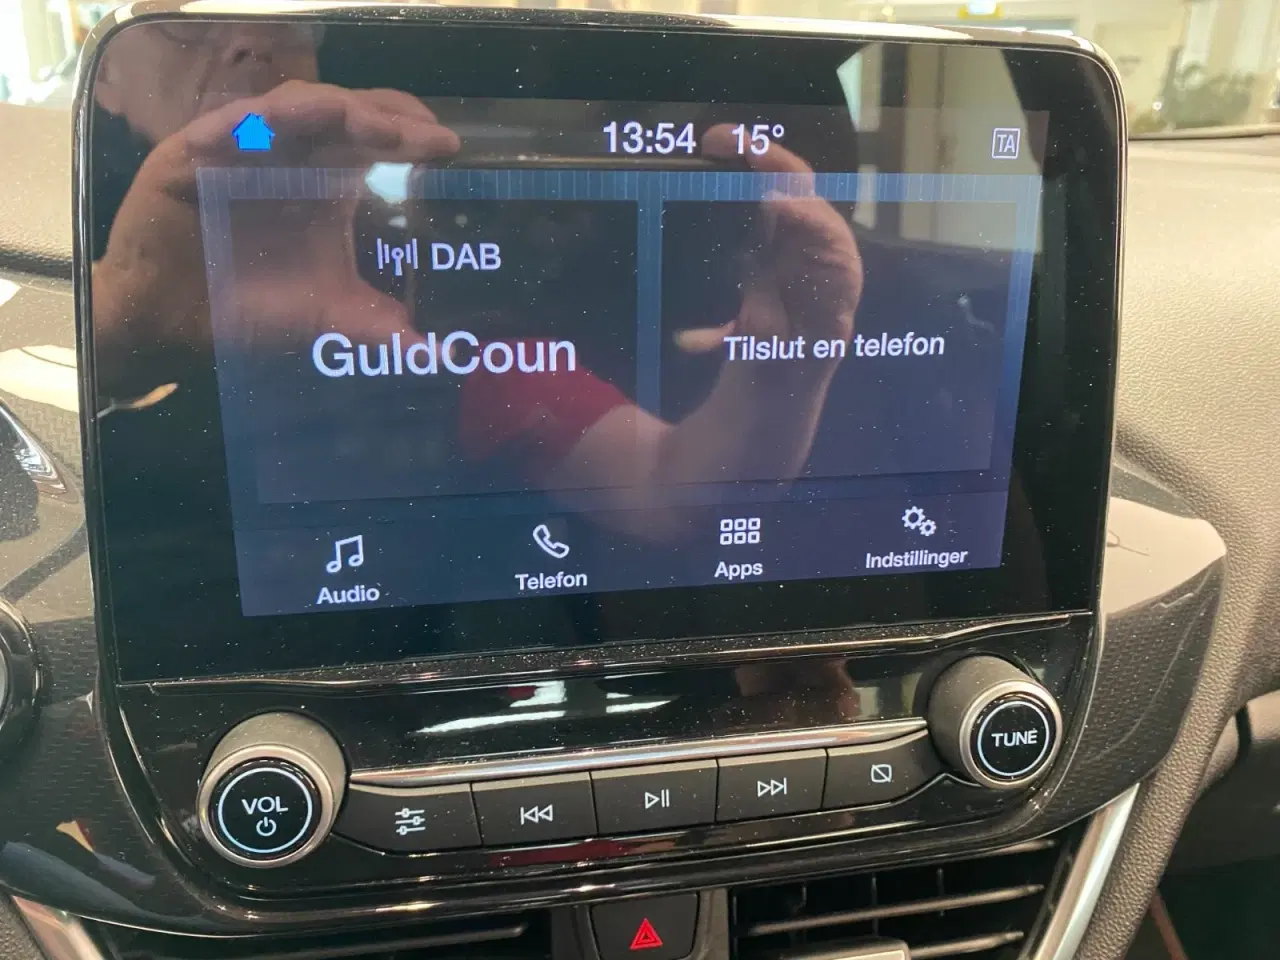 13:54 15°
TA
DAB
GuldCoun
Tilslut en telefon
Audio
Telefon
Apps
Indstillinger
VOL
TUNE